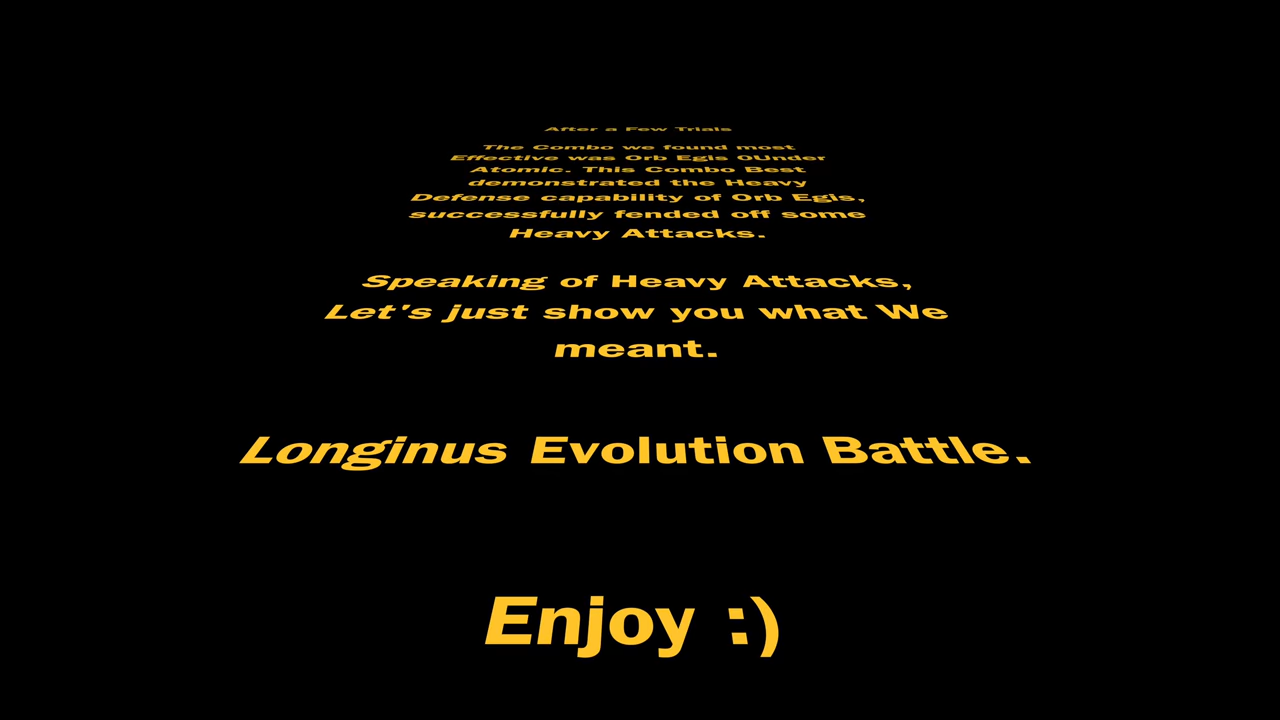 After a Few Trials
The Combo we found most
Effective was Orb Egis 0Under
Atomic. This Combo Best
demonstrated the Heavy
Defense capability of Orb Egis,
successfully fended off some
Heavy Attacks.
Speaking of Heavy Attacks,
Let's just show you what We
meant.
Longinus Evolution Battle.
Enjoy :)